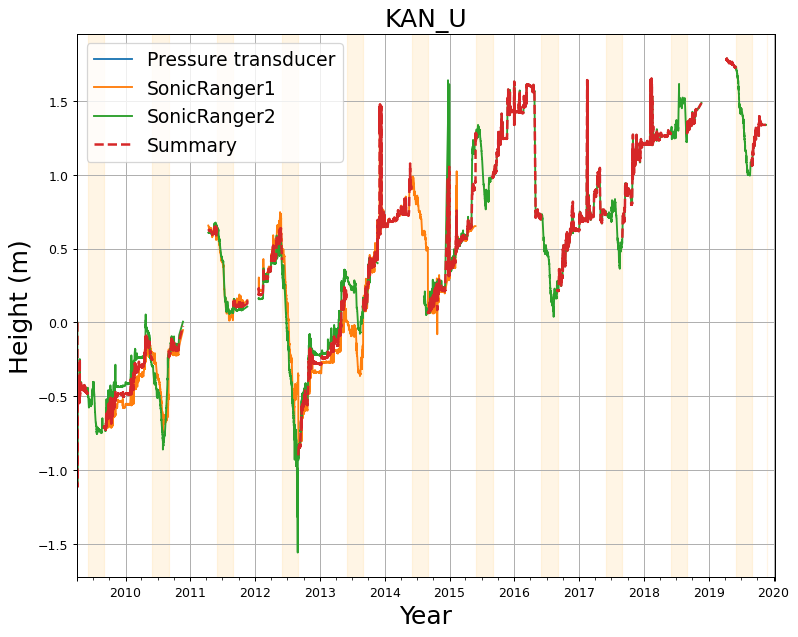 KAN_U
Pressure transducer
SonicRanger1
SonicRanger2
Summary
Height (m)
1.5
1.0
0.5
0.0
−0.5
−1.0
−1.5
2010 2011 2012 2013 2014 2015 2016 2017 2018 2019 2020
Year